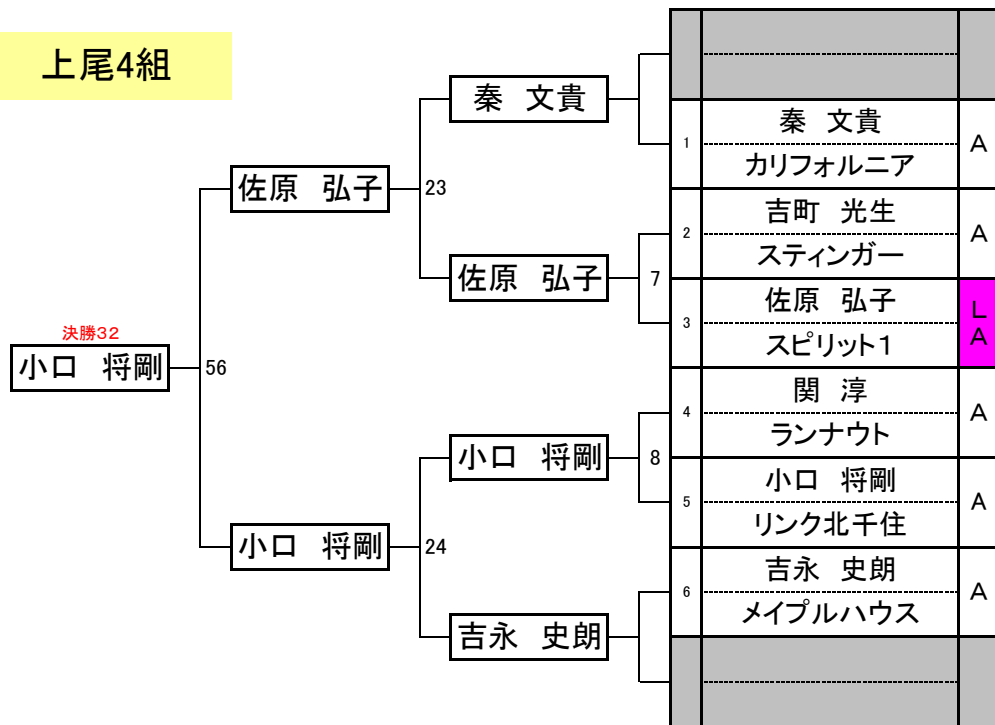 上尾4組
秦　文貴
佐原　弘子
23
佐原　弘子
7
決勝32
小口　将剛
56
小口　将剛
8
小口　将剛
24
吉永　史朗
1
秦　文貴
カリフォルニア
A
2
吉町　光生
スティンガー
A
3
佐原　弘子
スピリット1
L
A
4
関　淳
ランナウト
A
5
小口　将剛
リンク北千住
A
6
吉永　史朗
メイプルハウス
A